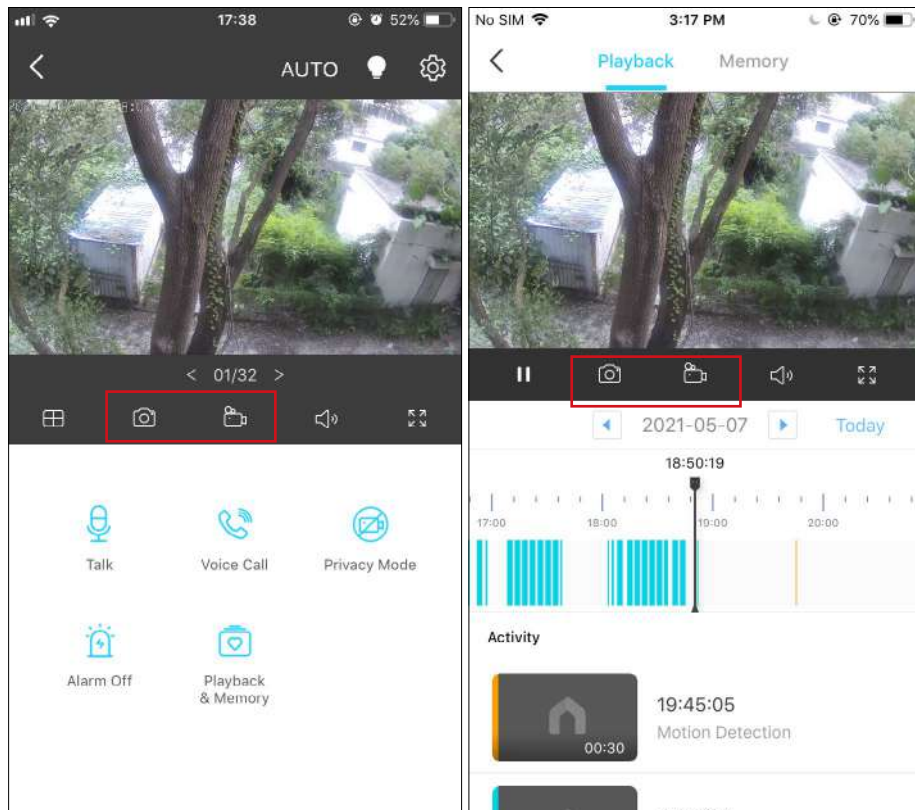 17:38
52%
AUTO
< 01/32 >
Talk
Voice Call
Privacy Mode
Alarm Off
Playback
& Memory
No SIM
3:17 PM
70%
Playback
Memory
2021-05-07
Today
18:50:19
17:00
18:00
19:00
20:00
Activity
19:45:05
Motion Detection
00:30